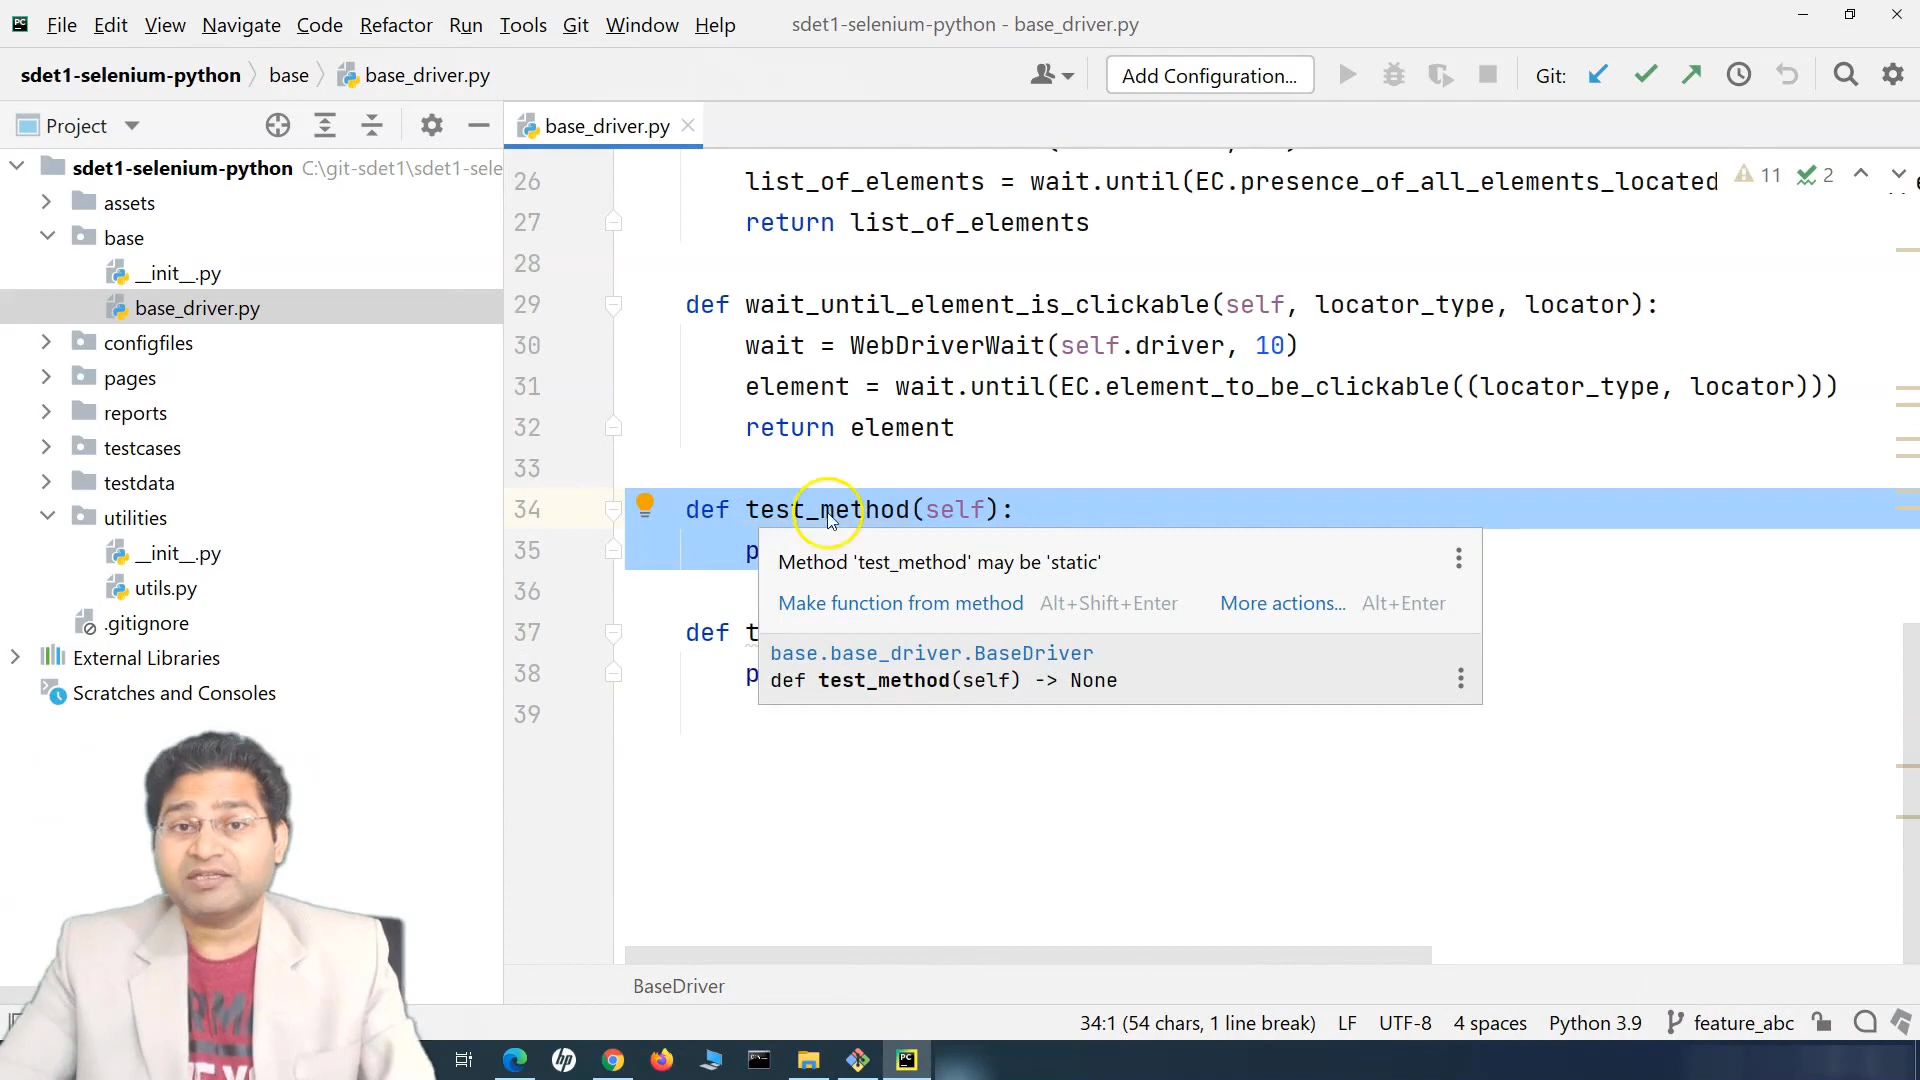 File Edit View Navigate Code Refactor Run Tools Git Window Help sdet1-selenium-python - base_driver.py
sdet1-selenium-python base base_driver.py Add Configuration... Git:
Project
base_driver.py
sdet1-selenium-python C:\git-sdet1\sdet1-sele
assets
base
__init__.py
base_driver.py
configfiles
pages
reports
testcases
testdata
utilities
__init__.py
utils.py
.gitignore
External Libraries
Scratches and Consoles
26 list_of_elements = wait.until(EC.presence_of_all_elements_located
11 2
27 return list_of_elements
28
29 def wait_until_element_is_clickable(self, locator_type, locator):
30 wait = WebDriverWait(self.driver, 10)
31 element = wait.until(EC.element_to_be_clickable((locator_type, locator)))
32 return element
33
34 def test_method(self):
35 p
36
37 def t
38 p
39
Method 'test_method' may be 'static'
Make function from method Alt+Shift+Enter More actions... Alt+Enter
base.base_driver.BaseDriver
def test_method(self) -> None
BaseDriver
34:1 (54 chars, 1 line break) LF UTF-8 4 spaces Python 3.9 feature_abc
hp
PC